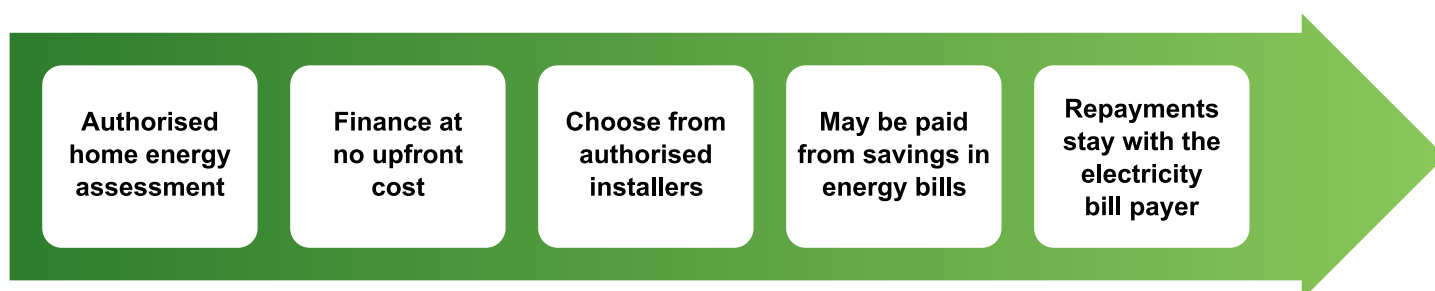 Authorised
home energy
assessment
Finance at
no upfront
cost
Choose from
authorised
installers
May be paid
from savings in
energy bills
Repayments
stay with the
electricity
bill payer